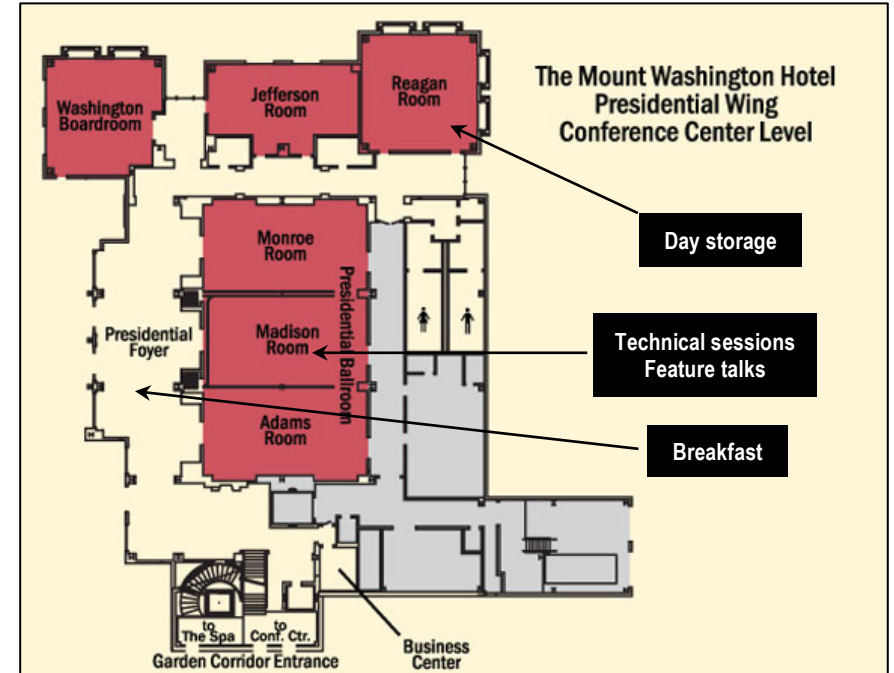 The Mount Washington Hotel
Presidential Wing
Conference Center Level
Washington
Boardroom
Jefferson
Room
Reagan
Room
Day storage
Monroe
Room
Presidential Ballroom
Presidential
Foyer
Madison
Room
Technical sessions
Feature talks
Adams
Room
Breakfast
to
The Spa
to
Conf. Ctr.
Garden Corridor Entrance
Business
Center